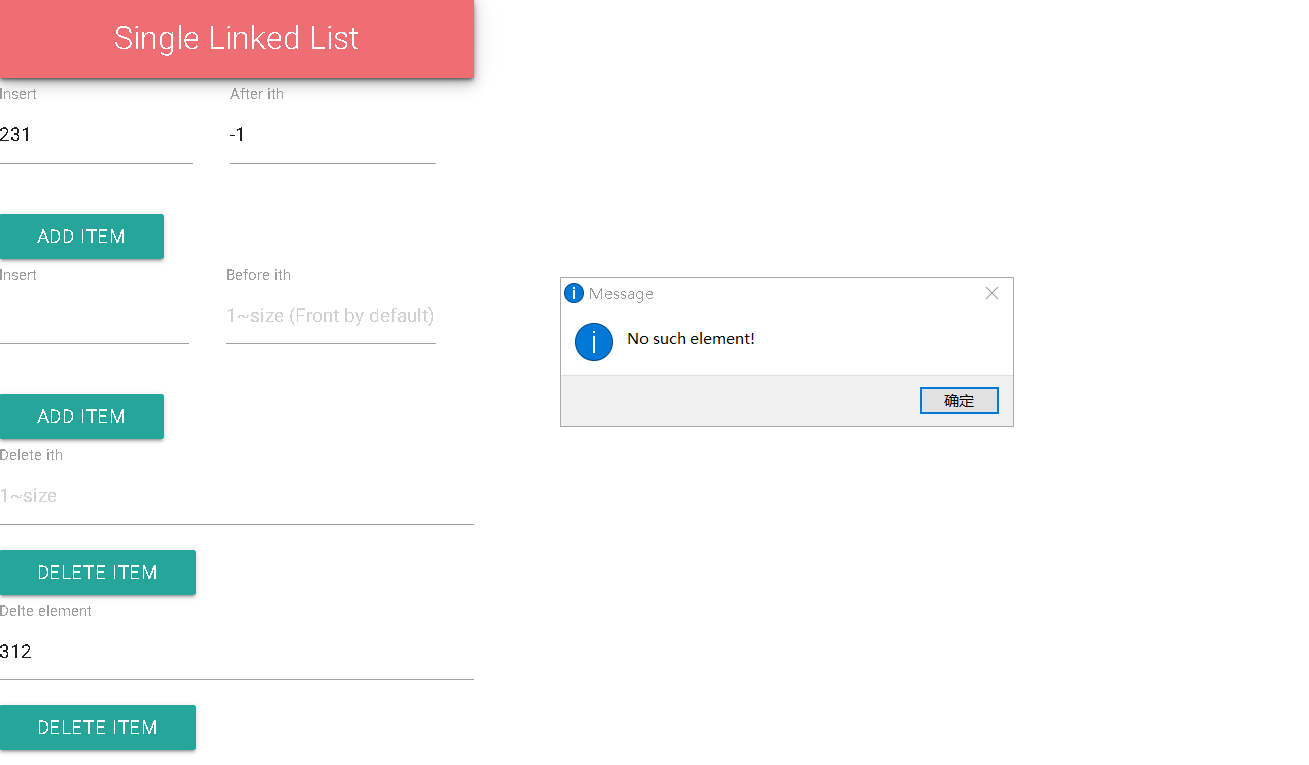 Single Linked List
Insert
After ith
231
-1
ADD ITEM
Insert
Before ith
1~size (Front by default)
ADD ITEM
Delete ith
1~size
DELETE ITEM
Delte element
312
DELETE ITEM
Message
No such element!
确定